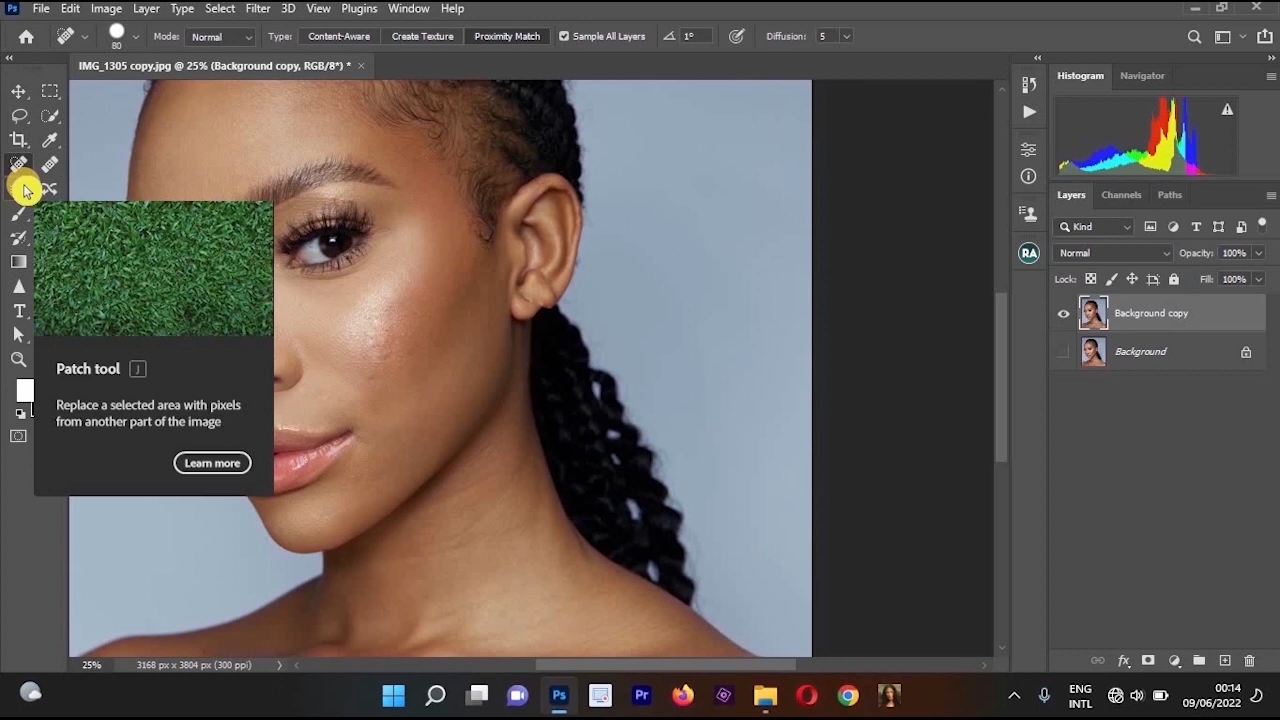 Ps File Edit Image Layer Type Select Filter 3D View Plugins Window Help
80 Mode: Normal Type: Content-Aware Create Texture Proximity Match Sample All Layers 1° Diffusion: 5
IMG_1305 copy.jpg @ 25% (Background copy, RGB/8*) *
Histogram Navigator
Layers Channels Paths
Kind
Normal Opacity: 100%
RA
Lock: Fill: 100%
Background copy
Background
Patch tool J
Replace a selected area with pixels
from another part of the image
Learn more
25% 3168 px x 3804 px (300 ppi)
fx
Ps Pr
ENG
INTL
00:14
09/06/2022